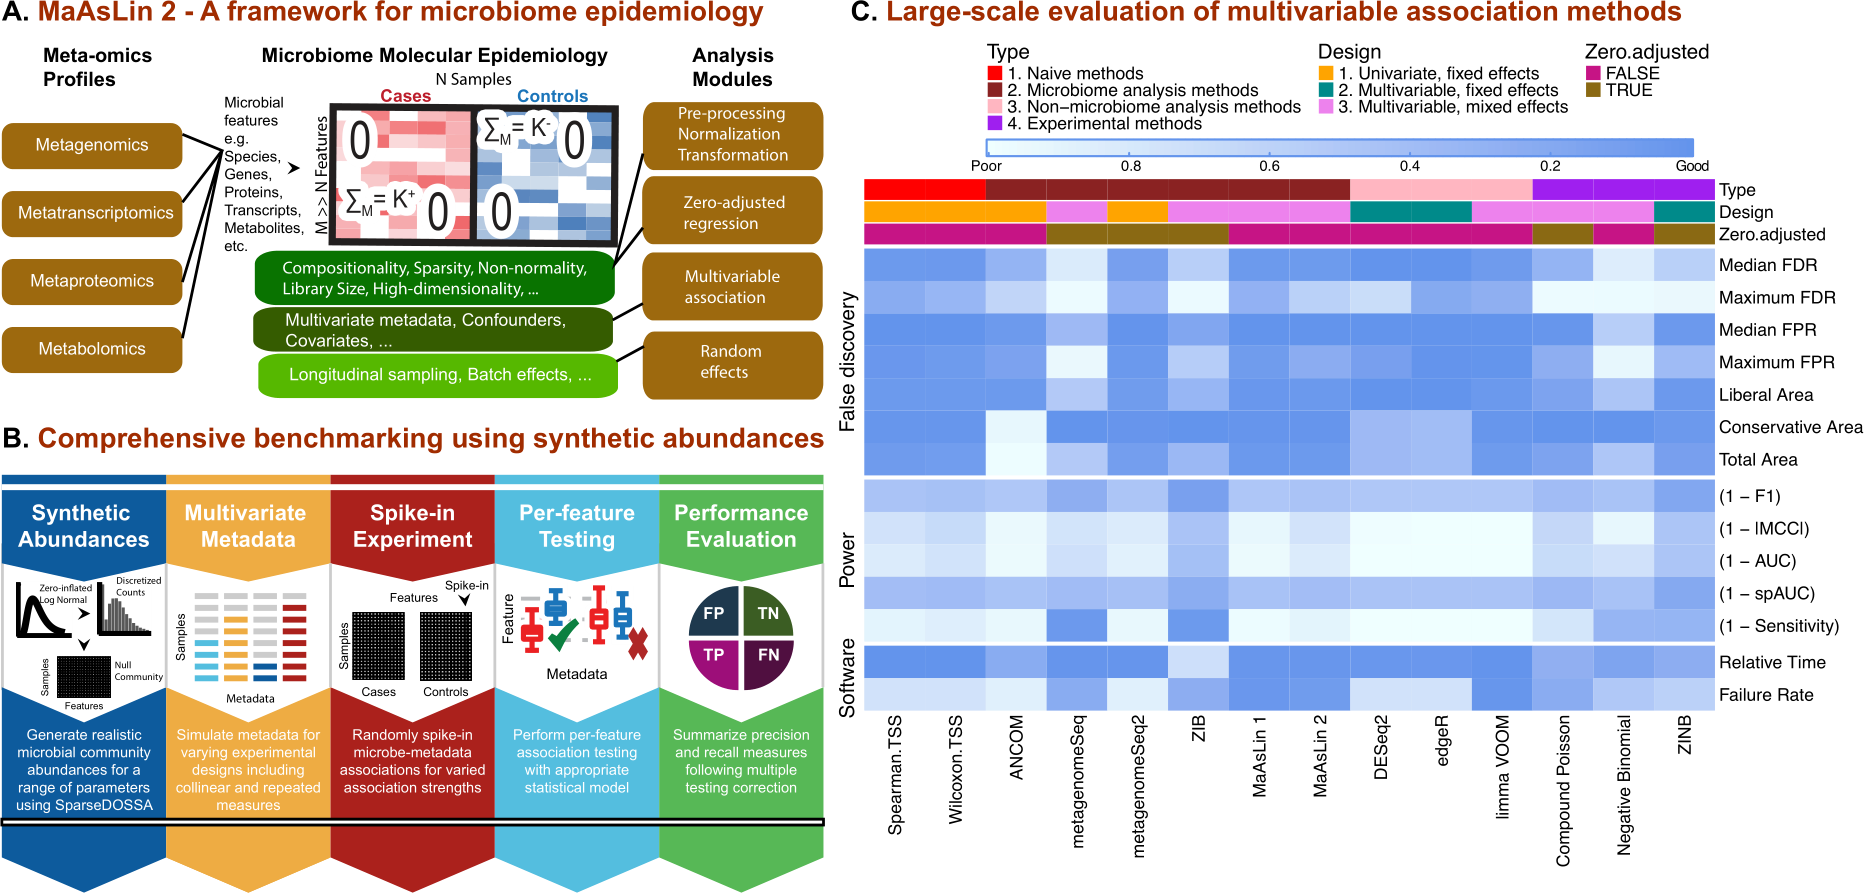 A. MaAsLin 2 - A framework for microbiome epidemiology
Meta-omics
Profiles
Metagenomics
Metatranscriptomics
Metaproteomics
Metabolomics
Microbial
features
e.g.
Species,
Genes,
Proteins,
Transcripts,
Metabolites,
etc.
Microbiome Molecular Epidemiology
N Samples
Cases
Controls
M >> N Features
0
∑M= K-
0
∑M= K+
0
0
Compositionality, Sparsity, Non-normality,
Library Size, High-dimensionality, ...
Multivariate metadata, Confounders,
Covariates, ...
Longitudinal sampling, Batch effects, ...
Analysis
Modules
Pre-processing
Normalization
Transformation
Zero-adjusted
regression
Multivariable
association
Random
effects
B. Comprehensive benchmarking using synthetic abundances
Synthetic
Abundances
Zero-inflated
Log Normal
Discretized
Counts
Samples
Null
Community
Features
Generate realistic
microbial community
abundances for a
range of parameters
using SparseDOSSA
Multivariate
Metadata
Samples
Metadata
Simulate metadata for
varying experimental
designs including
collinear and repeated
measures
Spike-in
Experiment
Spike-in
Features
Samples
Cases
Controls
Randomly spike-in
microbe-metadata
associations for varied
association strengths
Per-feature
Testing
Feature
Metadata
Perform per-feature
association testing
with appropriate
statistical model
Performance
Evaluation
FP
TN
TP
FN
Summarize precision
and recall measures
following multiple
testing correction
C. Large-scale evaluation of multivariable association methods
Type
1. Naive methods
2. Microbiome analysis methods
3. Non−microbiome analysis methods
4. Experimental methods
Design
1. Univariate, fixed effects
2. Multivariable, fixed effects
3. Multivariable, mixed effects
Zero.adjusted
FALSE
TRUE
Poor
0.8
0.6
0.4
0.2
Good
Type
Design
Zero.adjusted
False discovery
Median FDR
Maximum FDR
Median FPR
Maximum FPR
Liberal Area
Conservative Area
Total Area
Power
(1 − F1)
(1 − |MCC|)
(1 − AUC)
(1 − spAUC)
(1 − Sensitivity)
Software
Relative Time
Failure Rate
Spearman.TSS
Wilcoxon.TSS
ANCOM
metagenomeSeq
metagenomeSeq2
ZIB
MaAsLin 1
MaAsLin 2
DESeq2
edgeR
limma VOOM
Compound Poisson
Negative Binomial
ZINB